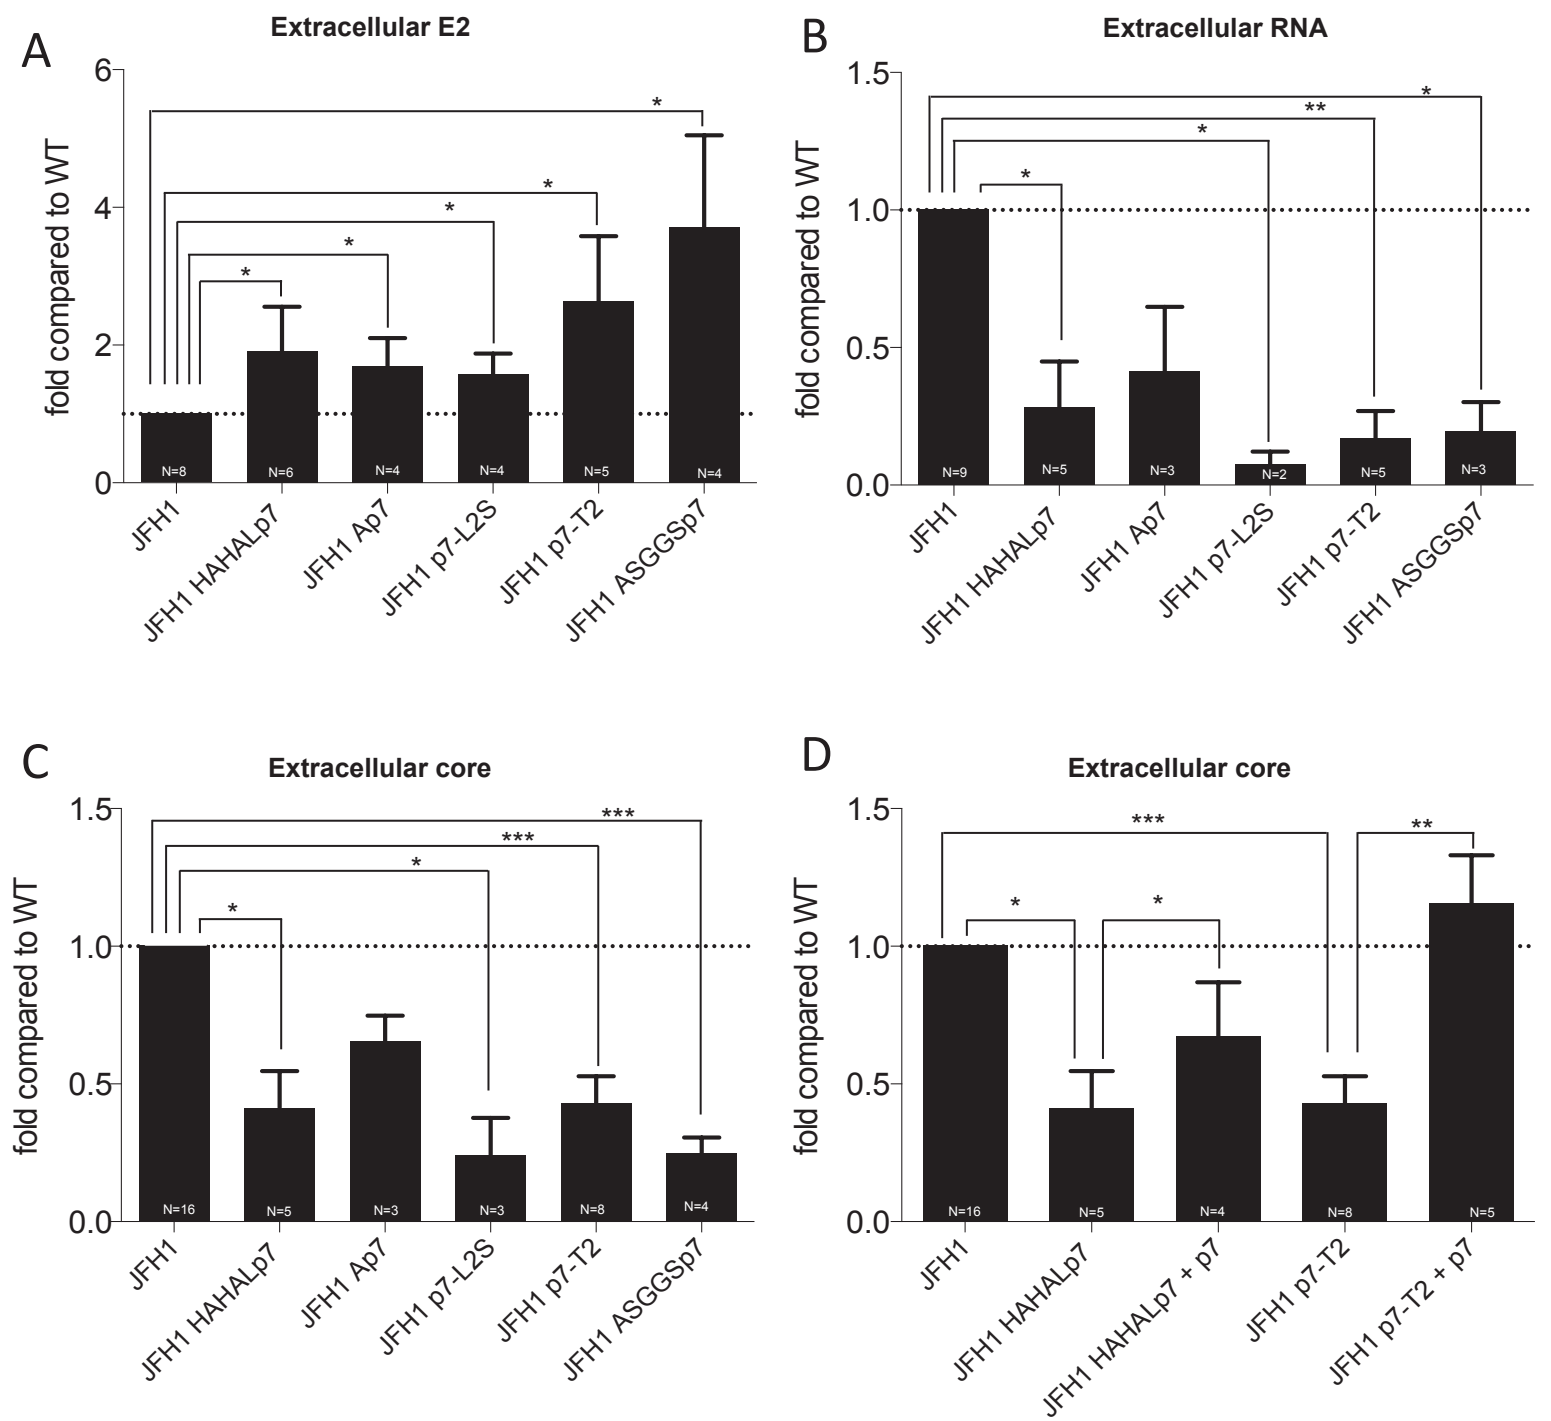 A
Extracellular E2
fold compared to WT
6
4
2
0
*
*
*
*
*
N=8
N=6
N=4
N=4
N=5
N=4
JFH1
JFH1 HAHALp7
JFH1 Ap7
JFH1 p7-L2S
JFH1 p7-T2
JFH1 ASGGSp7
B
Extracellular RNA
fold compared to WT
1.5
1.0
0.5
0.0
*
**
*
*
N=9
N=5
N=3
N=2
N=5
N=3
JFH1
JFH1 HAHALp7
JFH1 Ap7
JFH1 p7-L2S
JFH1 p7-T2
JFH1 ASGGSp7
C
Extracellular core
fold compared to WT
1.5
1.0
0.5
0.0
***
***
*
*
N=16
N=5
N=3
N=3
N=8
N=4
JFH1
JFH1 HAHALp7
JFH1 Ap7
JFH1 p7-L2S
JFH1 p7-T2
JFH1 ASGGSp7
D
Extracellular core
fold compared to WT
1.5
1.0
0.5
0.0
***
**
*
*
N=16
N=5
N=4
N=8
N=5
JFH1
JFH1 HAHALp7
JFH1 HAHALp7 + p7
JFH1 p7-T2
JFH1 p7-T2 + p7